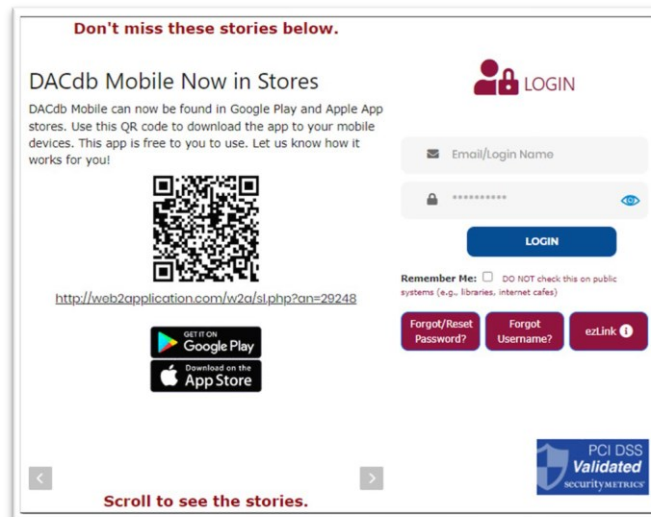 Don't miss these stories below.
DACdb Mobile Now in Stores
DACdb Mobile can now be found in Google Play and Apple App
stores. Use this QR code to download the app to your mobile
devices. This app is free to you to use. Let us know how it
works for you!
http://web2application.com/w2a/sl.php?an=29248
GET IT ON
Google Play
Download on the
App Store
Scroll to see the stories.
LOGIN
Email/Login Name
**********
LOGIN
Remember Me: DO NOT check this on public
systems (e.g., libraries, internet cafes)
Forgot/Reset
Password?
Forgot
Username?
ezLink i
PCI DSS
Validated
securityMETRICS®